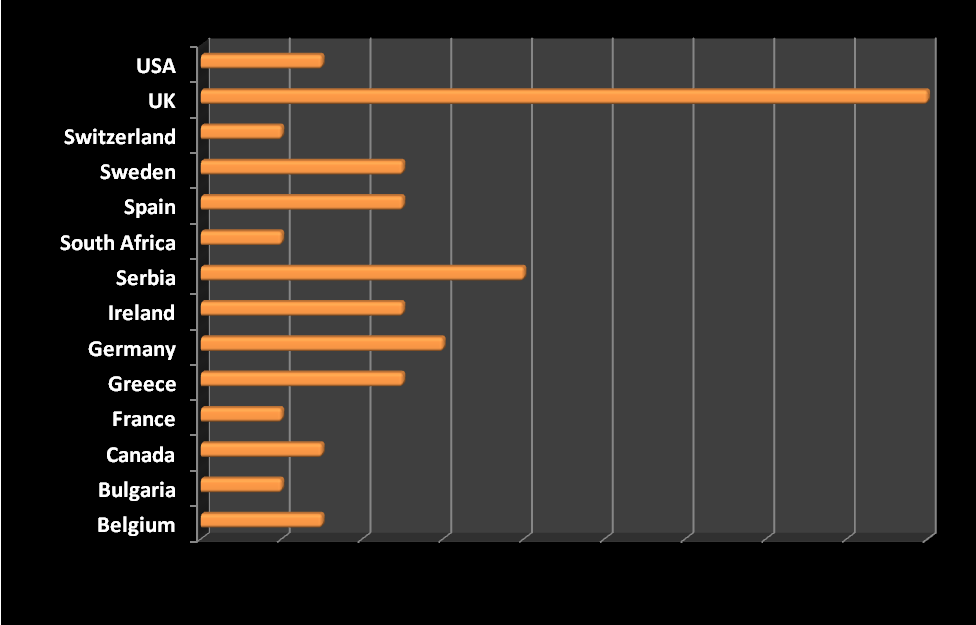 USA
UK
Switzerland
Sweden
Spain
South Africa
Serbia
Ireland
Germany
Greece
France
Canada
Bulgaria
Belgium